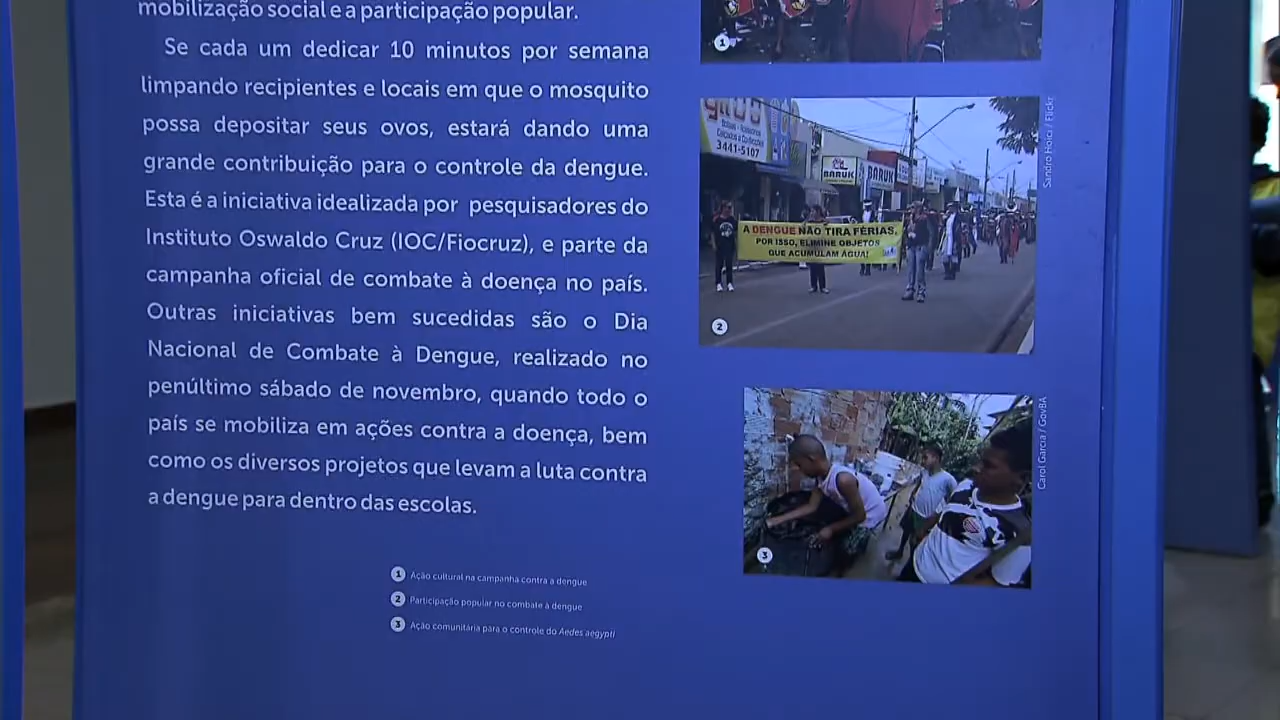 mobilização social e a participação popular.
Se cada um dedicar 10 minutos por semana
limpando recipientes e locais em que o mosquito
possa depositar seus ovos, estará dando uma
grande contribuição para o controle da dengue.
Esta é a iniciativa idealizada por pesquisadores do
Instituto Oswaldo Cruz (IOC/Fiocruz), e parte da
campanha oficial de combate à doença no país.
Outras iniciativas bem sucedidas são o Dia
Nacional de Combate à Dengue, realizado no
penúltimo sábado de novembro, quando todo o
país se mobiliza em ações contra a doença, bem
como os diversos projetos que levam a luta contra
a dengue para dentro das escolas.
1 Ação cultural na campanha contra a dengue
2 Participação popular no combate à dengue
3 Ação comunitária para o controle do Aedes aegypti
1
3441-5107
BARUK
BARUK
A DENGUE NÃO TIRA FÉRIAS,
POR ISSO, ELIMINE OBJETOS
QUE ACUMULAM ÁGUA!
2
Sandro Hoici / Flickr
3
Carol Garcia / GovBA